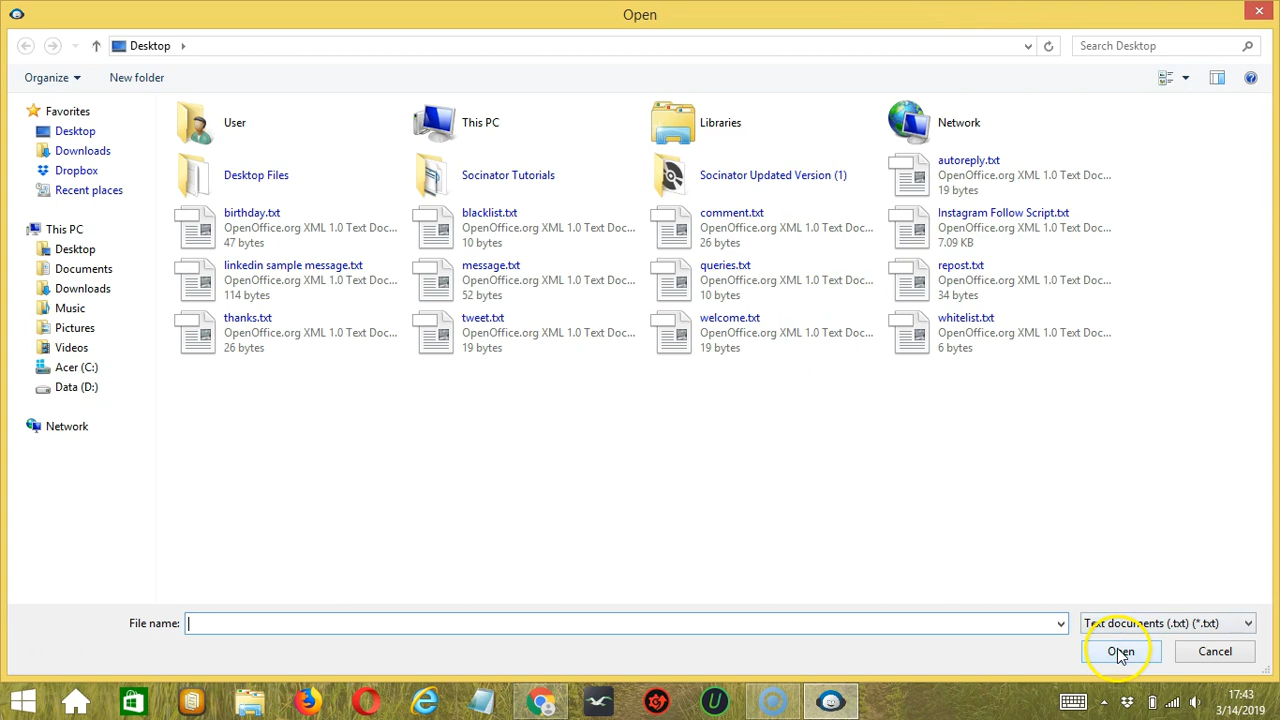 Open
Desktop
Search Desktop
Organize
New folder
Favorites
Desktop
Downloads
Dropbox
Recent places
This PC
Desktop
Documents
Downloads
Music
Pictures
Videos
Acer (C:)
Data (D:)
Network
User
This PC
Libraries
Network
Desktop Files
Socinator Tutorials
Socinator Updated Version (1)
autoreply.txt
OpenOffice.org XML 1.0 Text Doc...
19 bytes
birthday.txt
OpenOffice.org XML 1.0 Text Doc...
47 bytes
blacklist.txt
OpenOffice.org XML 1.0 Text Doc...
10 bytes
comment.txt
OpenOffice.org XML 1.0 Text Doc...
26 bytes
Instagram Follow Script.txt
OpenOffice.org XML 1.0 Text Doc...
7.09 KB
linkedin sample message.txt
OpenOffice.org XML 1.0 Text Doc...
114 bytes
message.txt
OpenOffice.org XML 1.0 Text Doc...
52 bytes
queries.txt
OpenOffice.org XML 1.0 Text Doc...
10 bytes
repost.txt
OpenOffice.org XML 1.0 Text Doc...
34 bytes
thanks.txt
OpenOffice.org XML 1.0 Text Doc...
26 bytes
tweet.txt
OpenOffice.org XML 1.0 Text Doc...
19 bytes
welcome.txt
OpenOffice.org XML 1.0 Text Doc...
19 bytes
whitelist.txt
OpenOffice.org XML 1.0 Text Doc...
6 bytes
File name:
Text documents (.txt) (*.txt)
Open
Cancel
17:43
3/14/2019